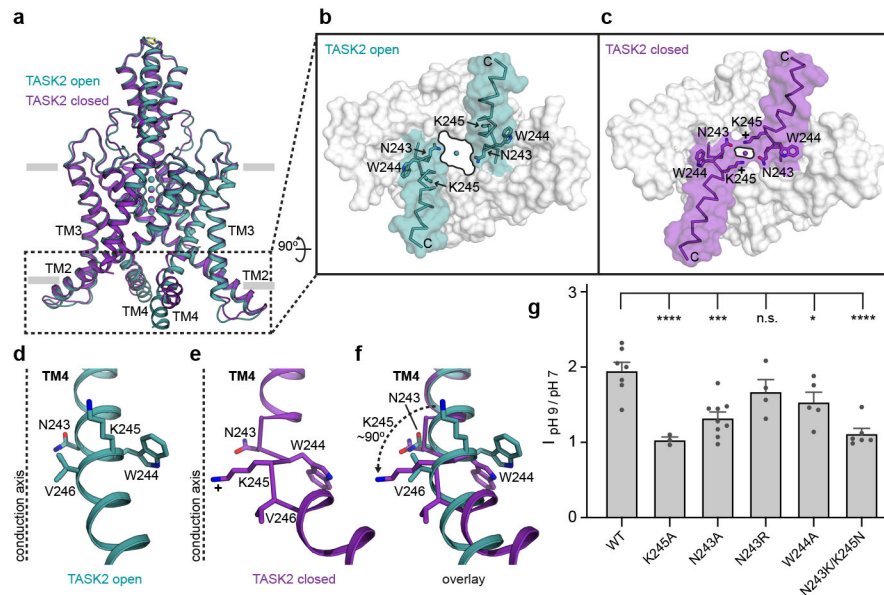 a
TASK2 open
TASK2 closed
TM3
TM3
TM2
TM2
TM4
TM4
90º
b
TASK2 open
C
K245
N243
W244
W244
N243
K245
C
c
TASK2 closed
C
K245
N243
+
W244
W244
+
K245
N243
C
d
TM4
conduction axis
N243
K245
V246
W244
TASK2 open
e
TM4
conduction axis
N243
W244
K245
+
V246
TASK2 closed
f
TM4
N243
K245
~90º
V246
W244
overlay
g
I pH 9 / pH 7
3
2
1
0
****
***
n.s.
*
****
WT
K245A
N243A
N243R
W244A
N243K/K245N